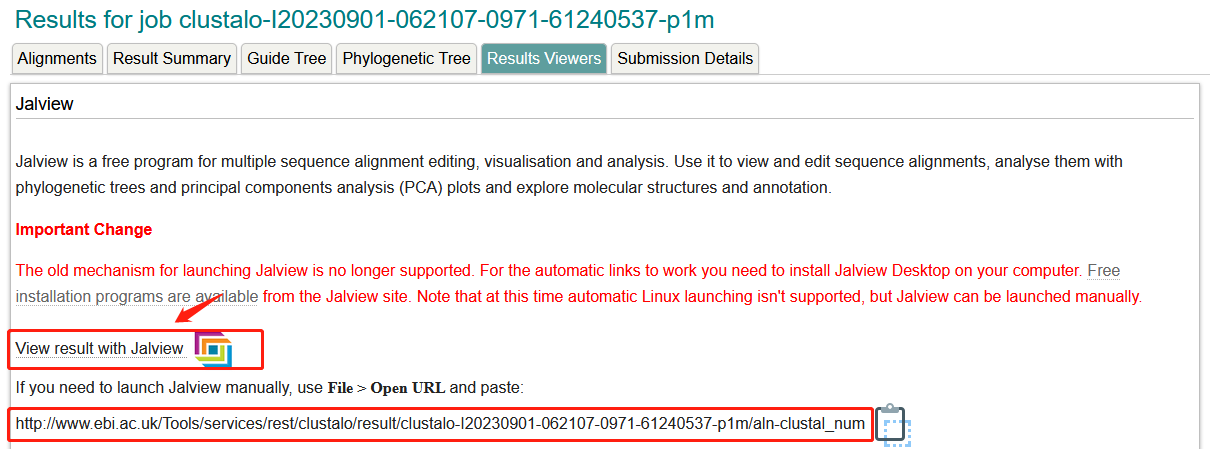 Results for job clustalo-I20230901-062107-0971-61240537-p1m
Alignments Result Summary Guide Tree Phylogenetic Tree Results Viewers Submission Details
Jalview
Jalview is a free program for multiple sequence alignment editing, visualisation and analysis. Use it to view and edit sequence alignments, analyse them with
phylogenetic trees and principal components analysis (PCA) plots and explore molecular structures and annotation.
Important Change
The old mechanism for launching Jalview is no longer supported. For the automatic links to work you need to install Jalview Desktop on your computer. Free
installation programs are available from the Jalview site. Note that at this time automatic Linux launching isn't supported, but Jalview can be launched manually.
View result with Jalview
If you need to launch Jalview manually, use File > Open URL and paste:
http://www.ebi.ac.uk/Tools/services/rest/clustalo/result/clustalo-I20230901-062107-0971-61240537-p1m/aln-clustal_num